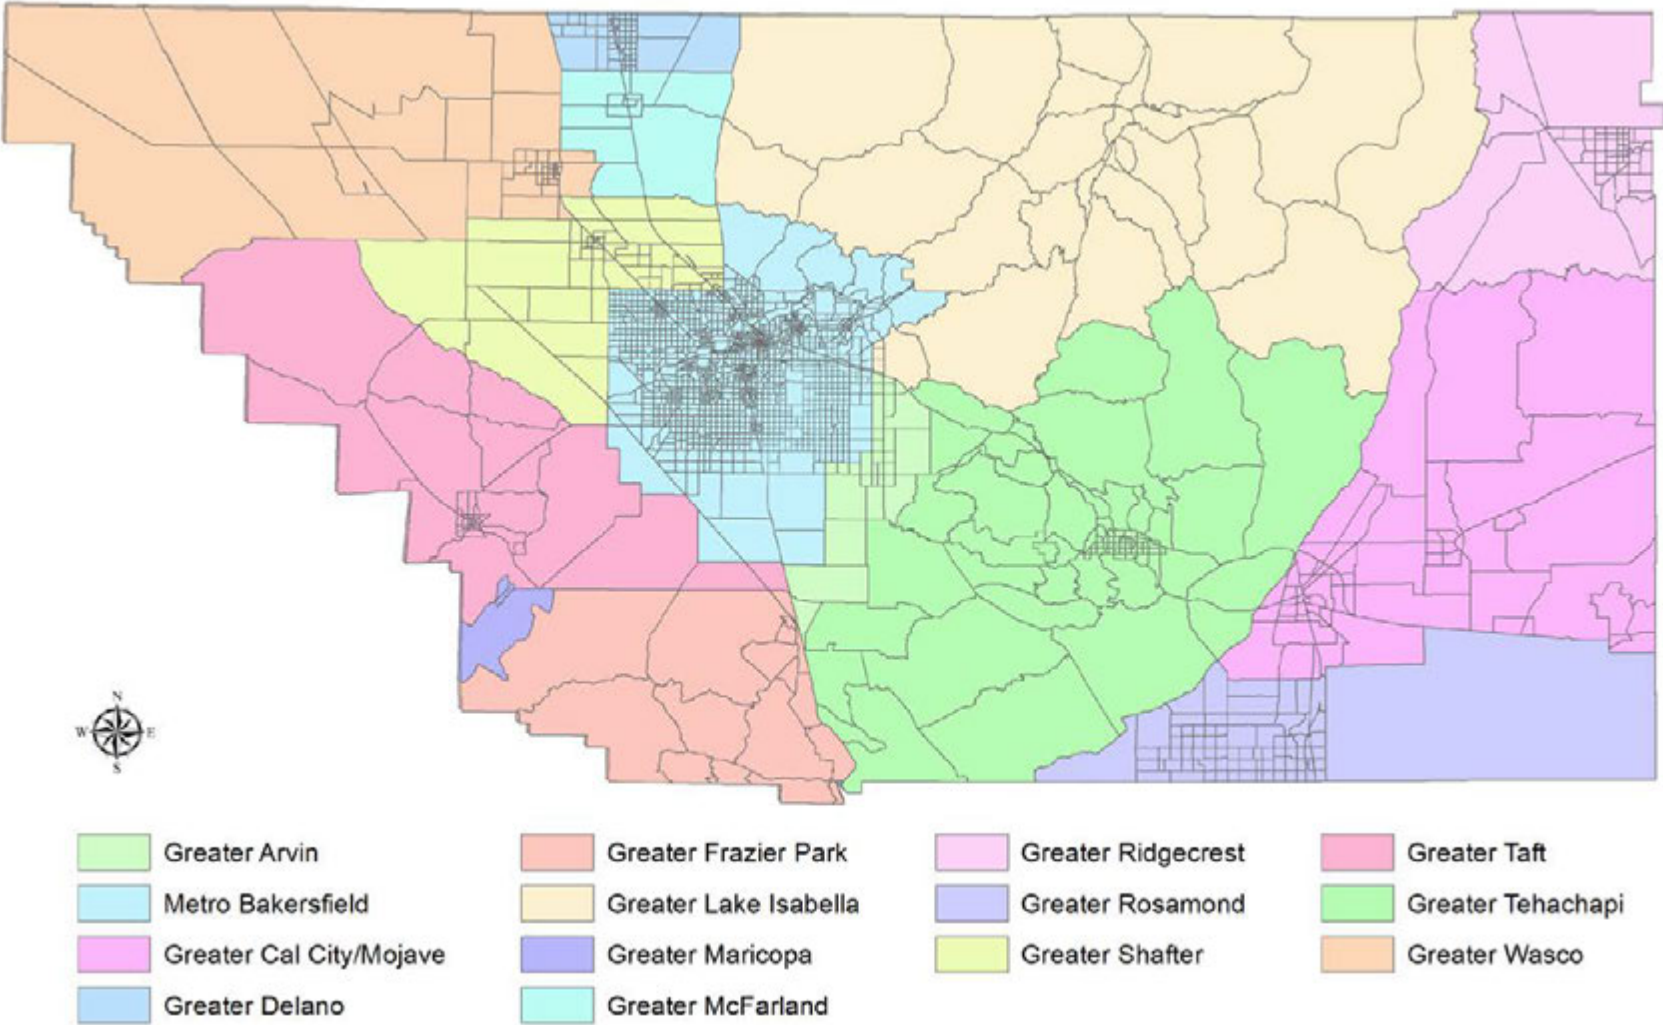 N
W E
S
Greater Arvin
Metro Bakersfield
Greater Cal City/Mojave
Greater Delano
Greater Frazier Park
Greater Lake Isabella
Greater Maricopa
Greater McFarland
Greater Ridgecrest
Greater Rosamond
Greater Shafter
Greater Taft
Greater Tehachapi
Greater Wasco